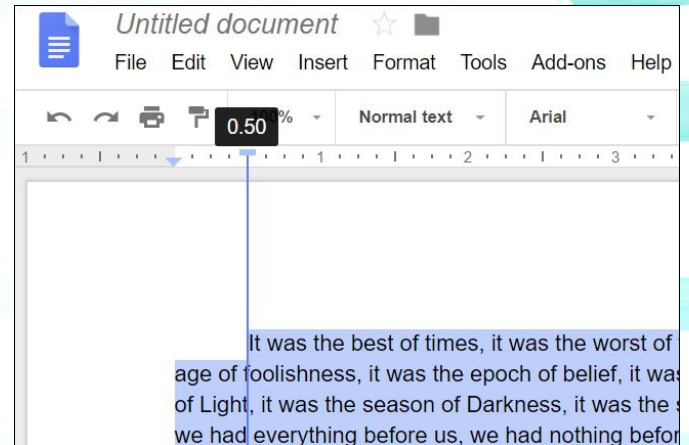 Untitled document
File Edit View Insert Format Tools Add-ons Help
% Normal text Arial
0.50
1 1 2 3
It was the best of times, it was the worst of
age of foolishness, it was the epoch of belief, it was
of Light, it was the season of Darkness, it was the
we had everything before us, we had nothing before